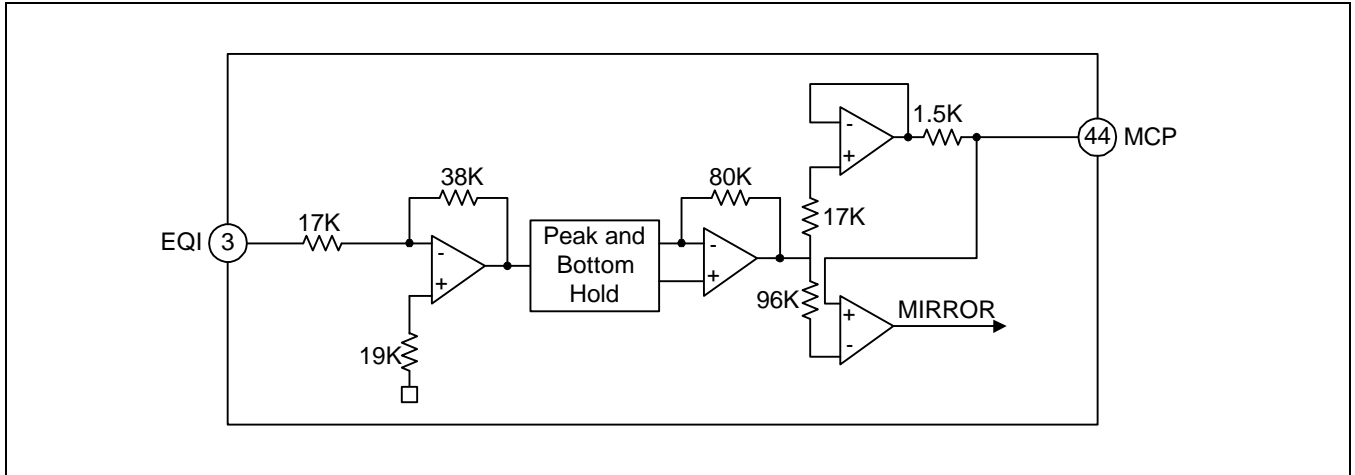 EQI
3
17K
38K
-
+
19K
Peak and
Bottom
Hold
80K
-
+
-
+
1.5K
17K
96K
+
-
MIRROR
44
MCP